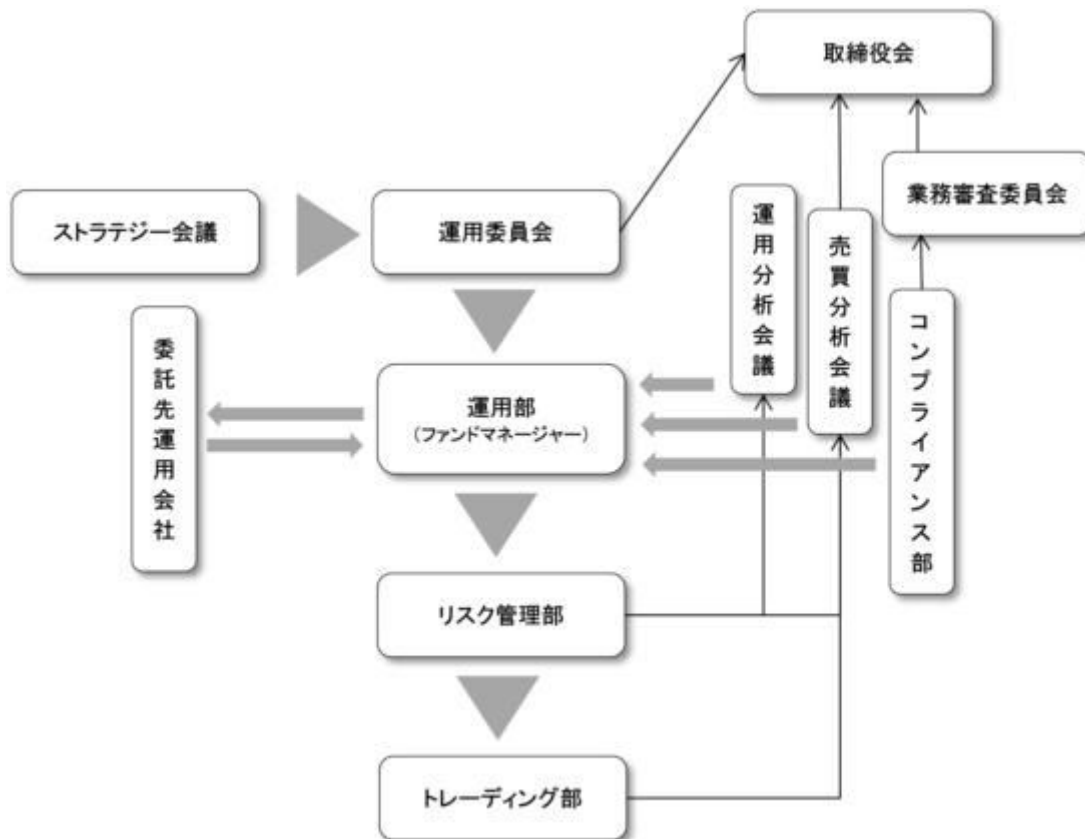 取締役会
業務審査委員会
ストラテジー会議
運用委員会
運用分析会議
売買分析会議
コンプライアンス部
委託先運用会社
運用部
(ファンドマネージャー)
リスク管理部
トレーディング部